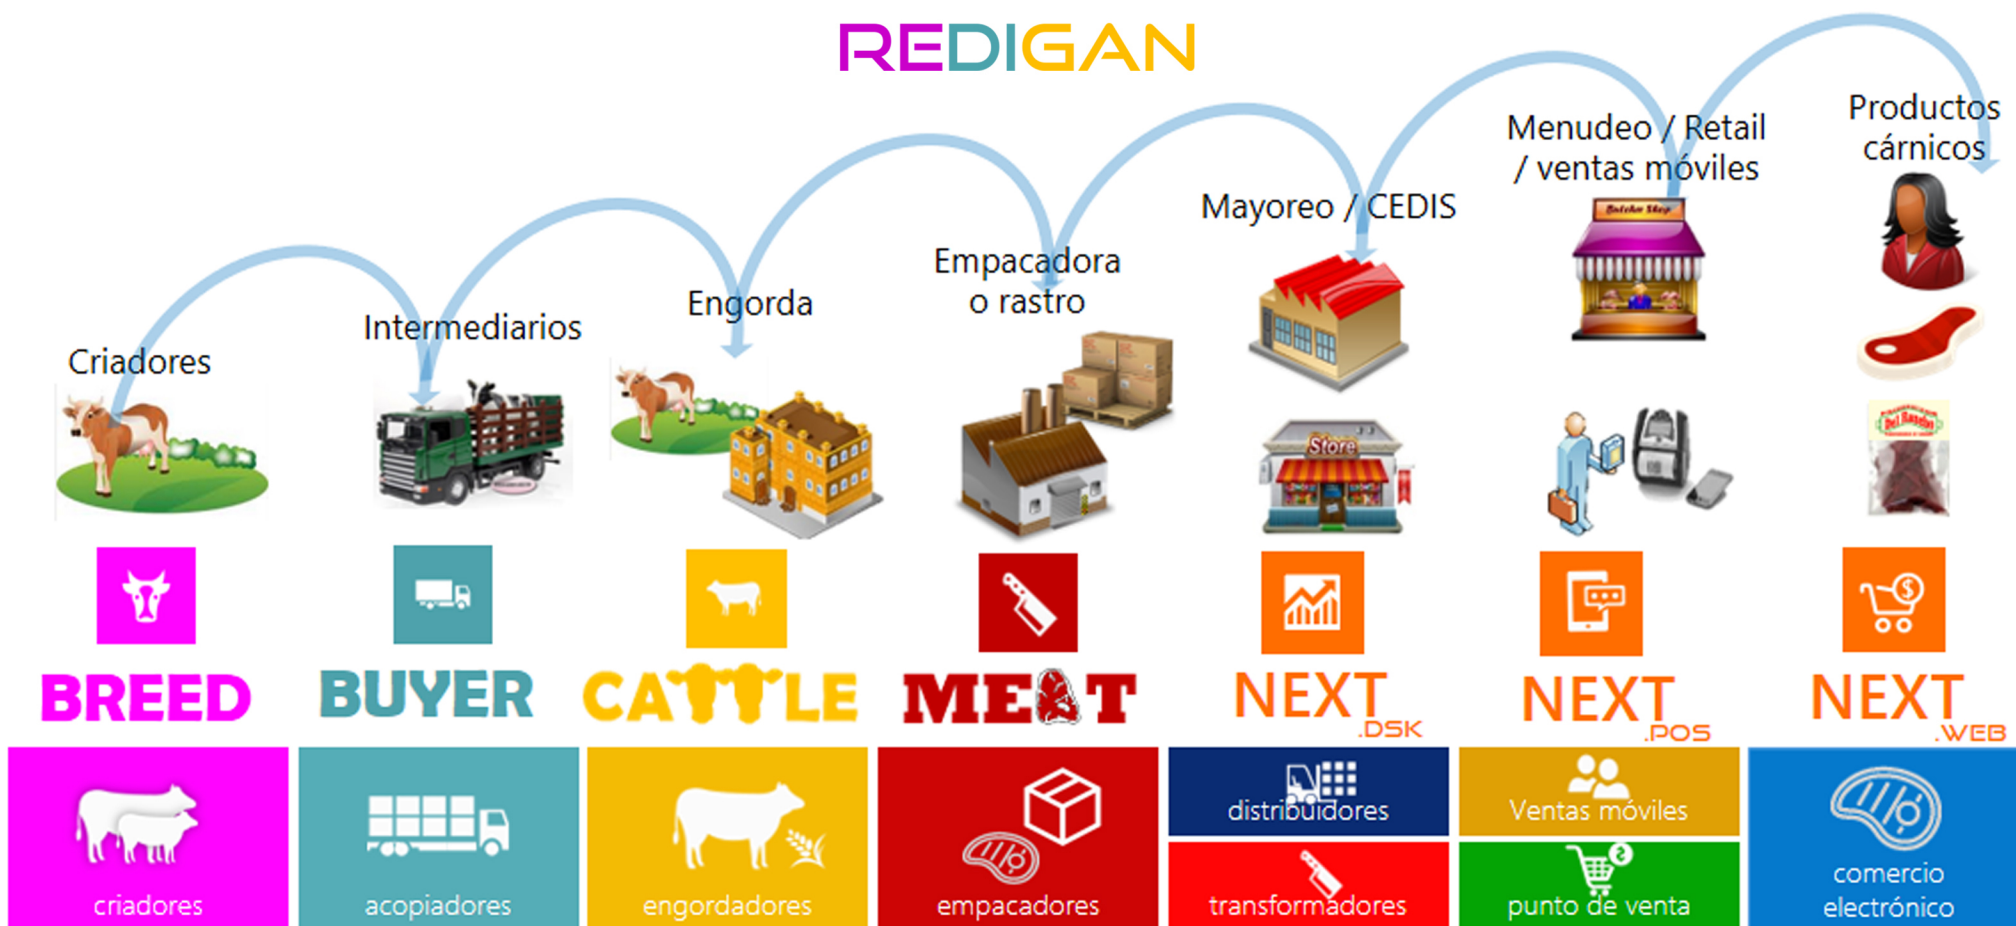 REDIGAN
Criadores
Intermediarios
Engorda
Empacadora
o rastro
Mayoreo / CEDIS
Menudeo / Retail
/ ventas móviles
Productos
cárnicos
Butcher Shop
Store
Del Rancho
BREED
BUYER
CATTLE
MEAT
NEXT
.DSK
NEXT
.POS
NEXT
.WEB
criadores
acopiadores
engordadores
empacadores
distribuidores
transformadores
Ventas móviles
punto de venta
comercio
electrónico